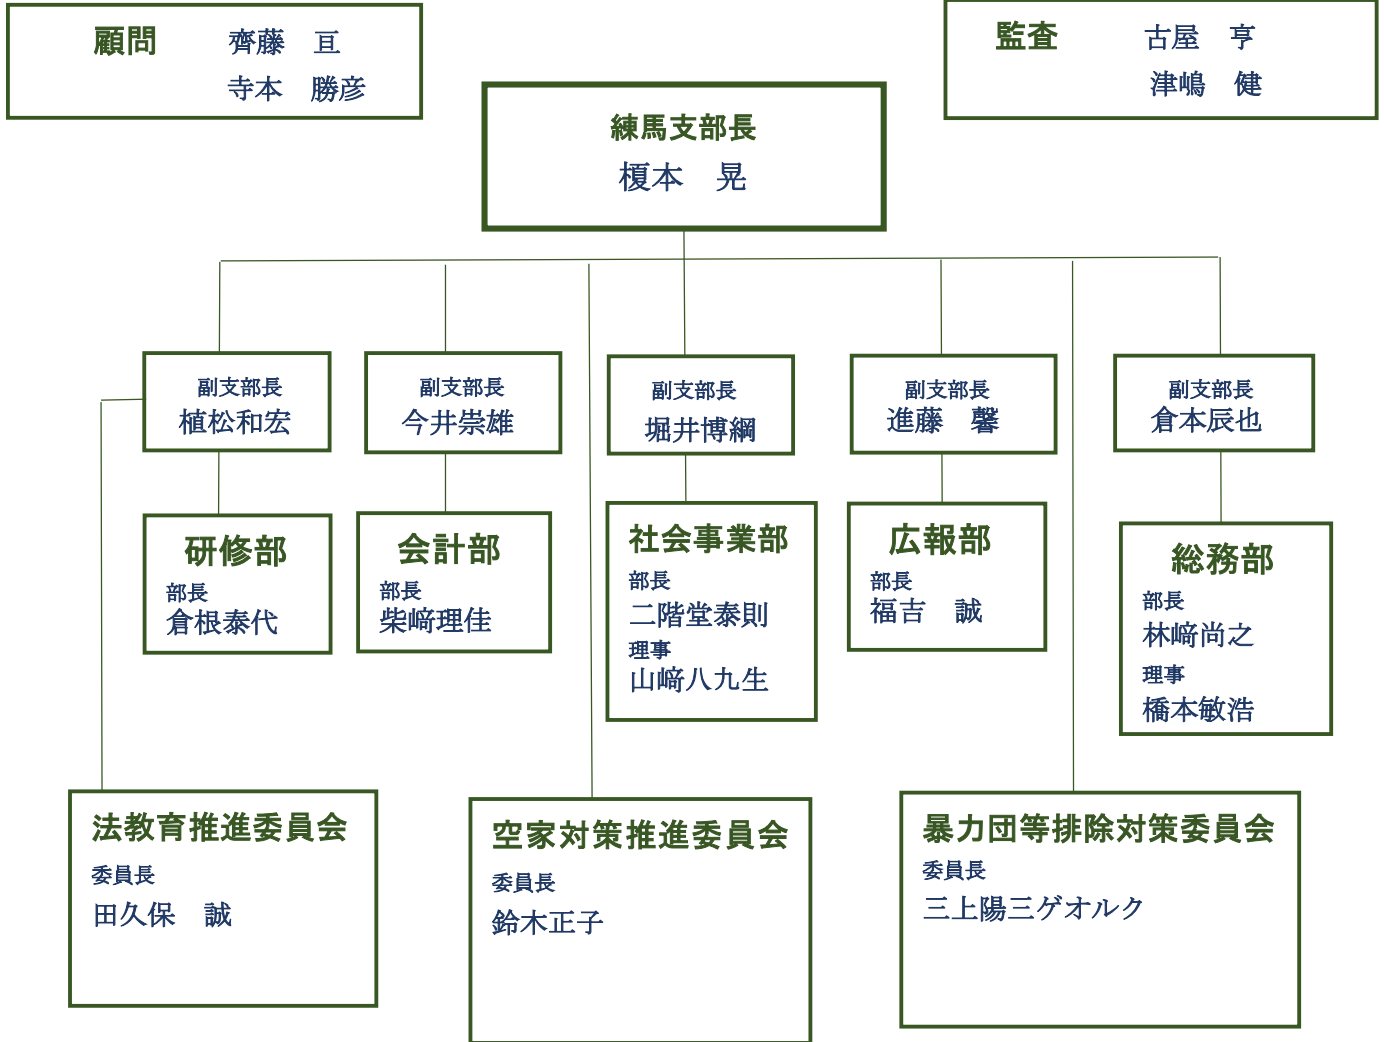 顧問　齊藤　亘
寺本　勝彦
監査　古屋　亨
津嶋　健
練馬支部長
榎本　晃
副支部長
植松和宏
副支部長
今井崇雄
副支部長
堀井博綱
副支部長
進藤　馨
副支部長
倉本辰也
研修部
部長
倉根泰代
会計部
部長
柴﨑理佳
社会事業部
部長
二階堂泰則
理事
山﨑八九生
広報部
部長
福吉　誠
総務部
部長
林﨑尚之
理事
橋本敏浩
法教育推進委員会
委員長
田久保　誠
空家対策推進委員会
委員長
鈴木正子
暴力団等排除対策委員会
委員長
三上陽三ゲオルク